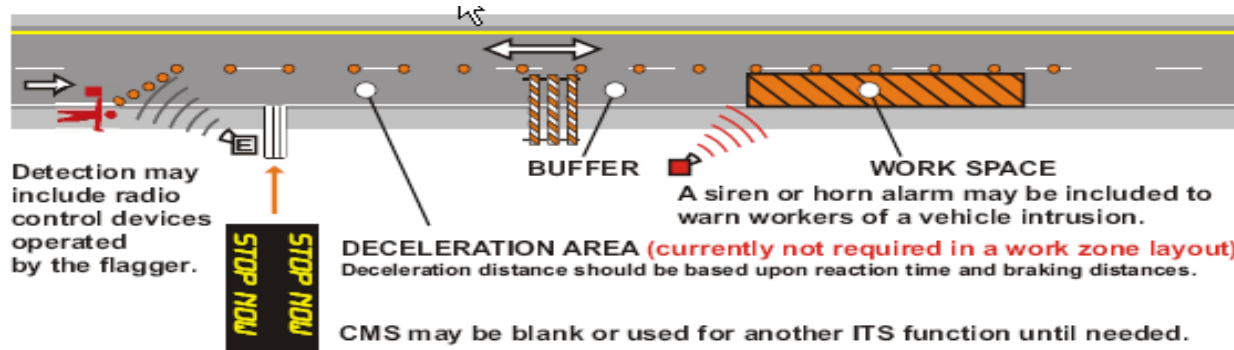 E
BUFFER
WORK SPACE
Detection may
include radio
control devices
operated
by the flagger.
A siren or horn alarm may be included to
warn workers of a vehicle intrusion.
STOP NOW
STOP NOW
DECELERATION AREA (currently not required in a work zone layout)
Deceleration distance should be based upon reaction time and braking distances.
CMS may be blank or used for another ITS function until needed.